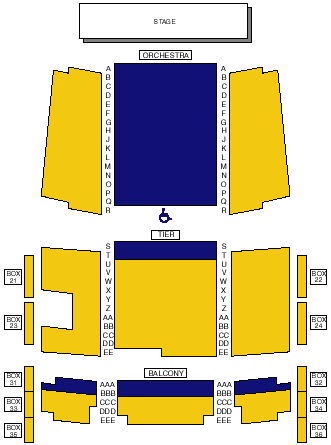 STAGE
ORCHESTRA
A A
B B
C C
D D
E E
F F
G G
H H
J J
K K
L L
M M
N N
O O
P P
Q Q
R R
TIER
S S
T T
U U
V V
W W
X X
Y Y
Z Z
AA AA
BB BB
CC CC
DD DD
EE EE
BOX 21
BOX 22
BOX 23
BOX 24
BALCONY
AAA AAA
BBB BBB
CCC CCC
DDD DDD
EEE EEE
BOX 31
BOX 32
BOX 33
BOX 34
BOX 35
BOX 36